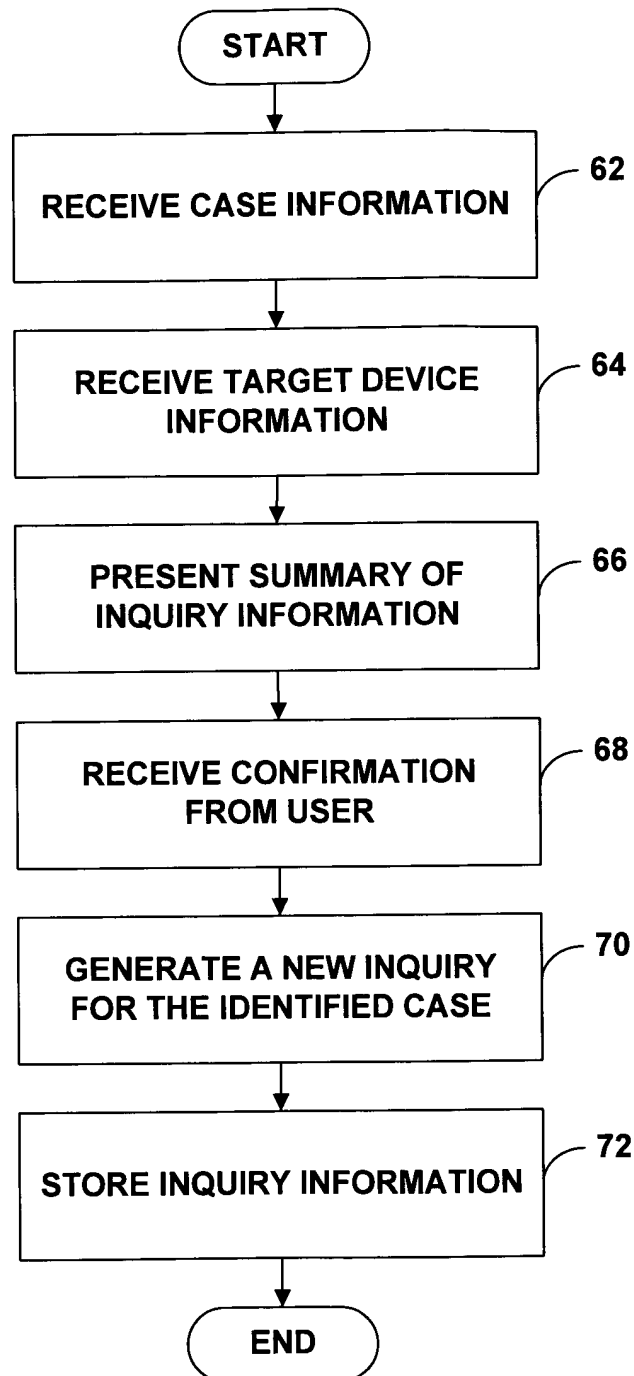 START
RECEIVE CASE INFORMATION
62
RECEIVE TARGET DEVICE
INFORMATION
64
PRESENT SUMMARY OF
INQUIRY INFORMATION
66
RECEIVE CONFIRMATION
FROM USER
68
GENERATE A NEW INQUIRY
FOR THE IDENTIFIED CASE
70
STORE INQUIRY INFORMATION
72
END